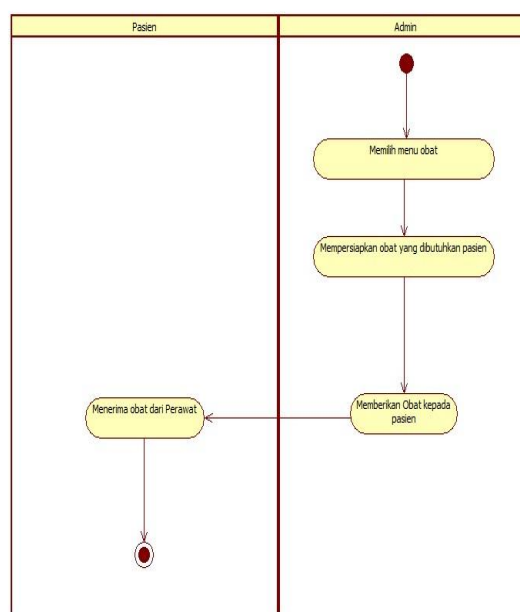 Pasien
Admin
Memilih menu obat
Mempersiapkan obat yang dibutuhkan pasien
Memberikan Obat kepada
pasien
Menerima obat dari Perawat